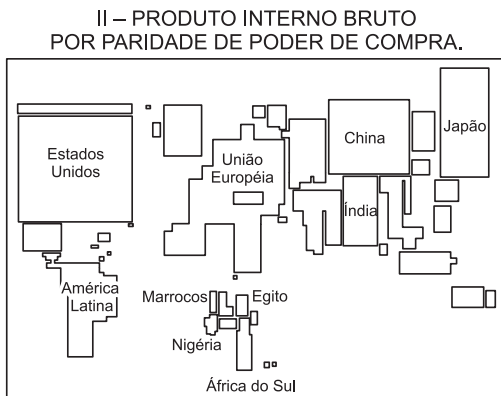 II – PRODUTO INTERNO BRUTO
POR PARIDADE DE PODER DE COMPRA.
Estados
Unidos
União
Européia
China
Japão
Índia
América
Latina
Marrocos
Egito
Nigéria
África do Sul